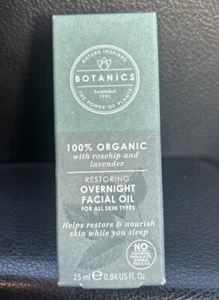 NATURE INSPIRED
BOTANICS
Established
1995
THE POWER OF PLANTS
100% ORGANIC
with rosehip and
lavender
RESTORING
OVERNIGHT
FACIAL OIL
FOR ALL SKIN TYPES
Helps restore & nourish
skin while you sleep
NO
25 ml e 0.84 US Fl. Oz